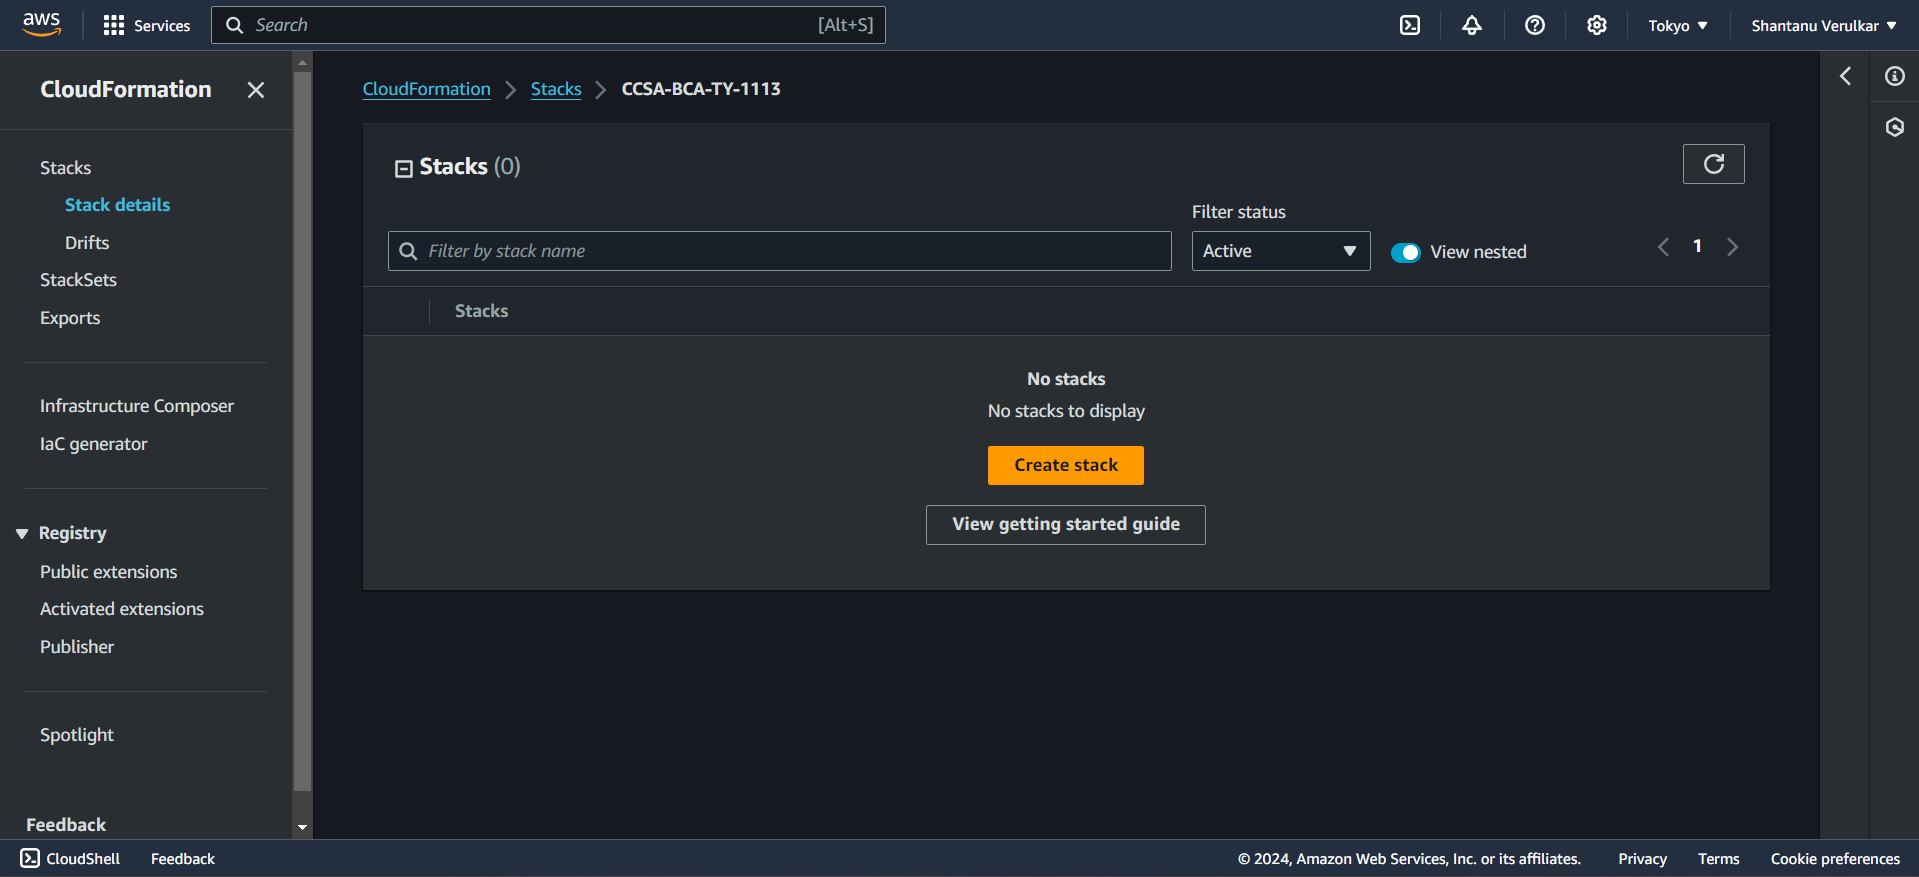 aws Services Search [Alt+S] Tokyo Shantanu Verulkar
CloudFormation
Stacks
Stack details
Drifts
StackSets
Exports
Infrastructure Composer
IaC generator
Registry
Public extensions
Activated extensions
Publisher
Spotlight
Feedback
CloudFormation Stacks CCSA-BCA-TY-1113
Stacks (0)
Filter status
Filter by stack name Active View nested 1
Stacks
No stacks
No stacks to display
Create stack
View getting started guide
CloudShell Feedback © 2024, Amazon Web Services, Inc. or its affiliates. Privacy Terms Cookie preferences